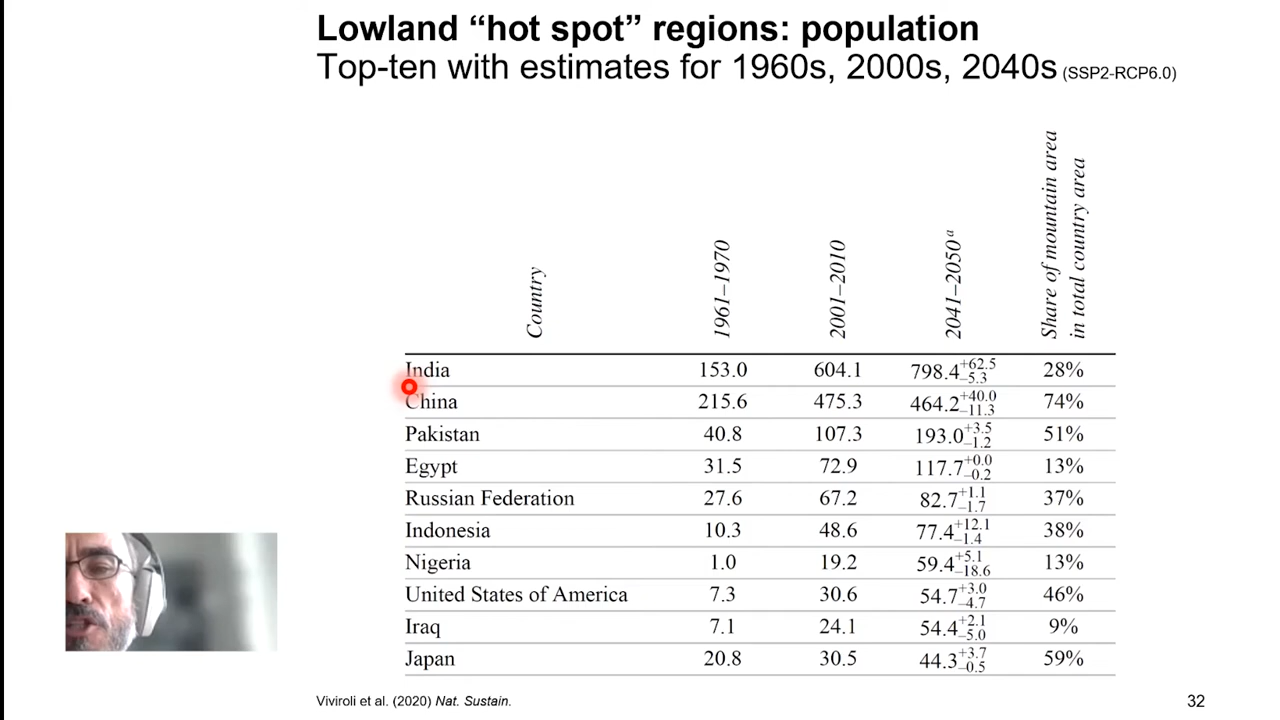 Lowland “hot spot” regions: population
Top-ten with estimates for 1960s, 2000s, 2040s (SSP2-RCP6.0)
Country 1961–1970 2001–2010 2041–2050ᵃ Share of mountain area in total country area
India 153.0 604.1 798.4+62.5−5.3 28%
China 215.6 475.3 464.2+40.0−11.3 74%
Pakistan 40.8 107.3 193.0+3.5−1.2 51%
Egypt 31.5 72.9 117.7+0.0−0.2 13%
Russian Federation 27.6 67.2 82.7+1.1−1.7 37%
Indonesia 10.3 48.6 77.4+12.1−1.4 38%
Nigeria 1.0 19.2 59.4+5.1−18.6 13%
United States of America 7.3 30.6 54.7+3.0−4.7 46%
Iraq 7.1 24.1 54.4+2.1−5.0 9%
Japan 20.8 30.5 44.3+3.7−0.5 59%
Viviroli et al. (2020) Nat. Sustain. 32